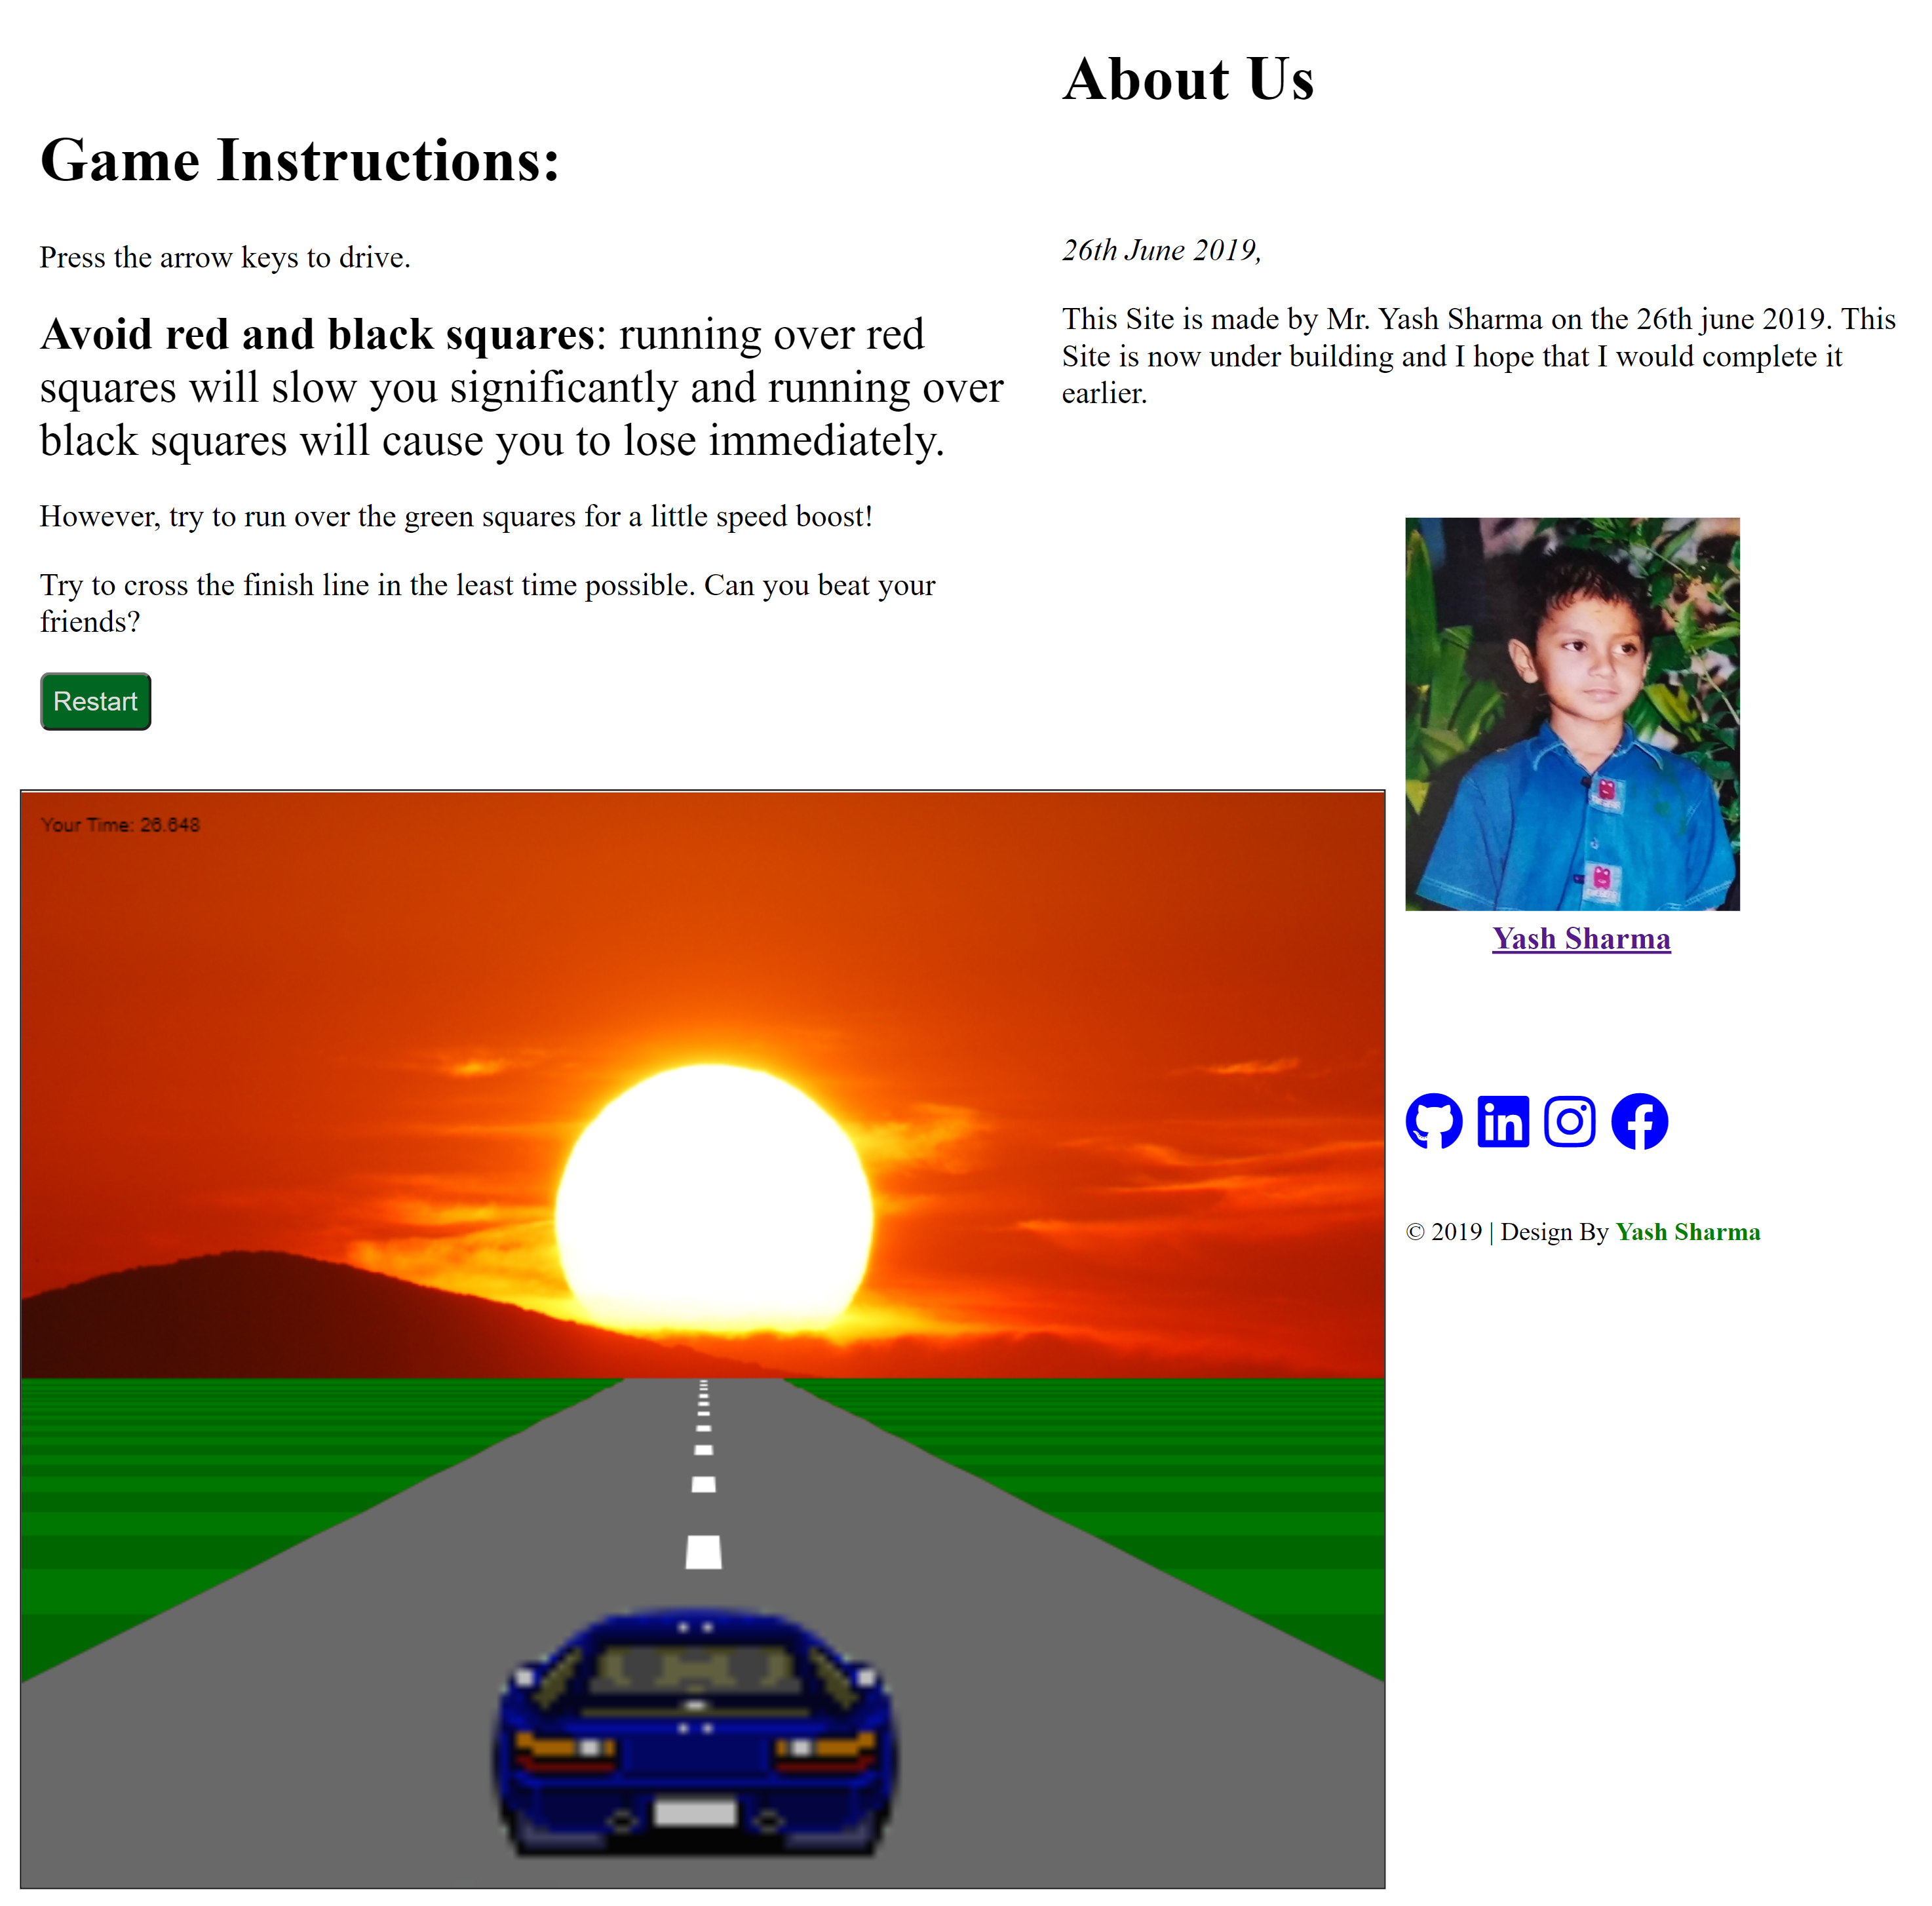 About Us
Game Instructions:
Press the arrow keys to drive.
Avoid red and black squares: running over red
squares will slow you significantly and running over
black squares will cause you to lose immediately.
However, try to run over the green squares for a little speed boost!
Try to cross the finish line in the least time possible. Can you beat your
friends?
Restart
26th June 2019,
This Site is made by Mr. Yash Sharma on the 26th june 2019. This
Site is now under building and I hope that I would complete it
earlier.
Your Time: 26.648
Yash Sharma
© 2019 | Design By Yash Sharma